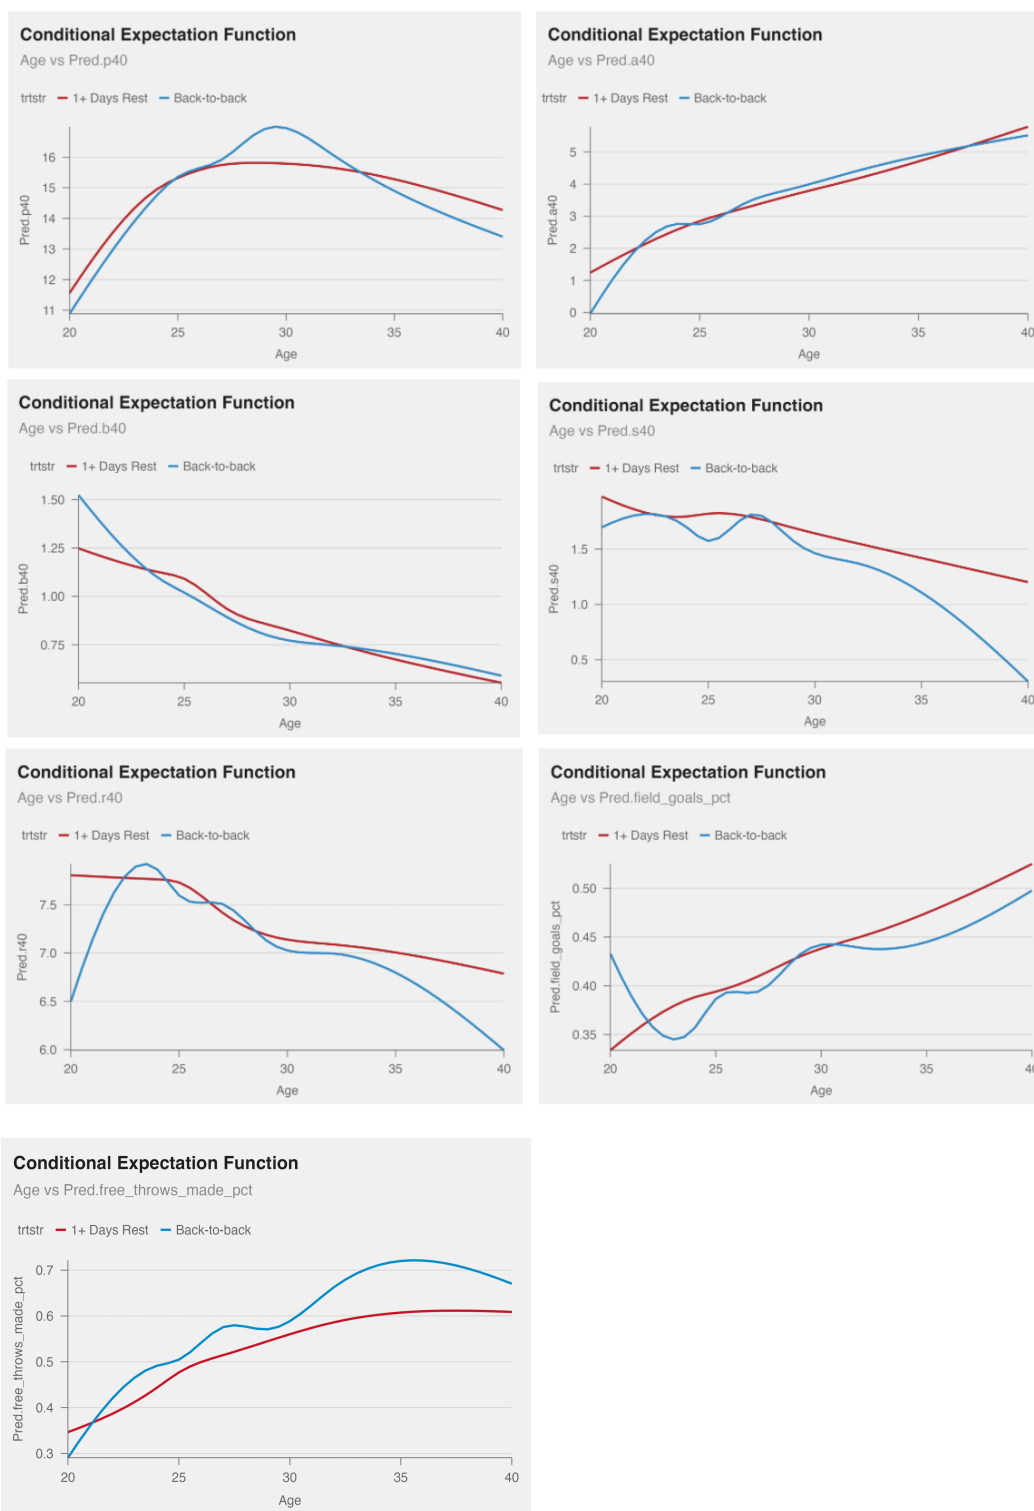 Conditional Expectation Function
Age vs Pred.p40
trtstr 1+ Days Rest Back-to-back
16
15
14
13
12
11
Pred.p40
20 25 30 35 40
Age
Conditional Expectation Function
Age vs Pred.a40
trtstr 1+ Days Rest Back-to-back
5
4
3
2
1
0
Pred.a40
20 25 30 35 40
Age
Conditional Expectation Function
Age vs Pred.b40
trtstr 1+ Days Rest Back-to-back
1.50
1.25
1.00
0.75
Pred.b40
20 25 30 35 40
Age
Conditional Expectation Function
Age vs Pred.s40
trtstr 1+ Days Rest Back-to-back
1.5
1.0
0.5
Pred.s40
20 25 30 35 40
Age
Conditional Expectation Function
Age vs Pred.r40
trtstr 1+ Days Rest Back-to-back
7.5
7.0
6.5
6.0
Pred.r40
20 25 30 35 40
Age
Conditional Expectation Function
Age vs Pred.field_goals_pct
trtstr 1+ Days Rest Back-to-back
0.50
0.45
0.40
0.35
Pred.field_goals_pct
20 25 30 35 40
Age
Conditional Expectation Function
Age vs Pred.free_throws_made_pct
trtstr 1+ Days Rest Back-to-back
0.7
0.6
0.5
0.4
0.3
Pred.free_throws_made_pct
20 25 30 35 40
Age